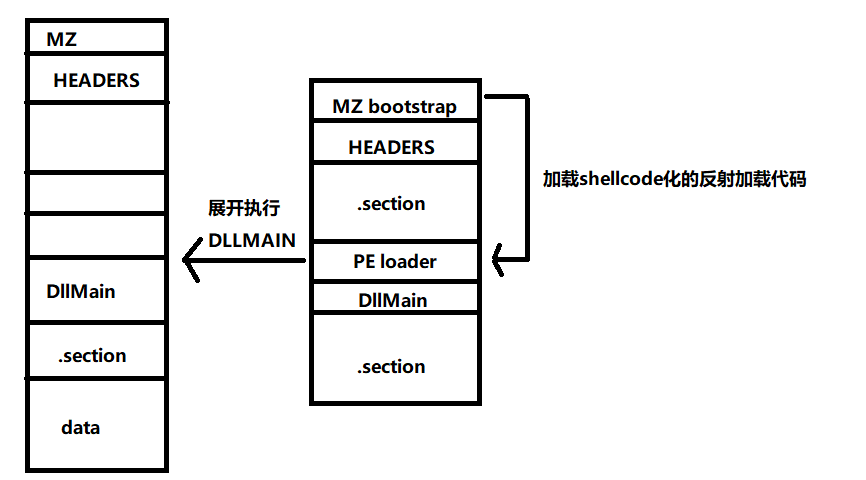 MZ
HEADERS
DllMain
.section
data
展开执行
DLLMAIN
MZ bootstrap
HEADERS
.section
PE loader
DllMain
.section
加载shellcode化的反射加载代码